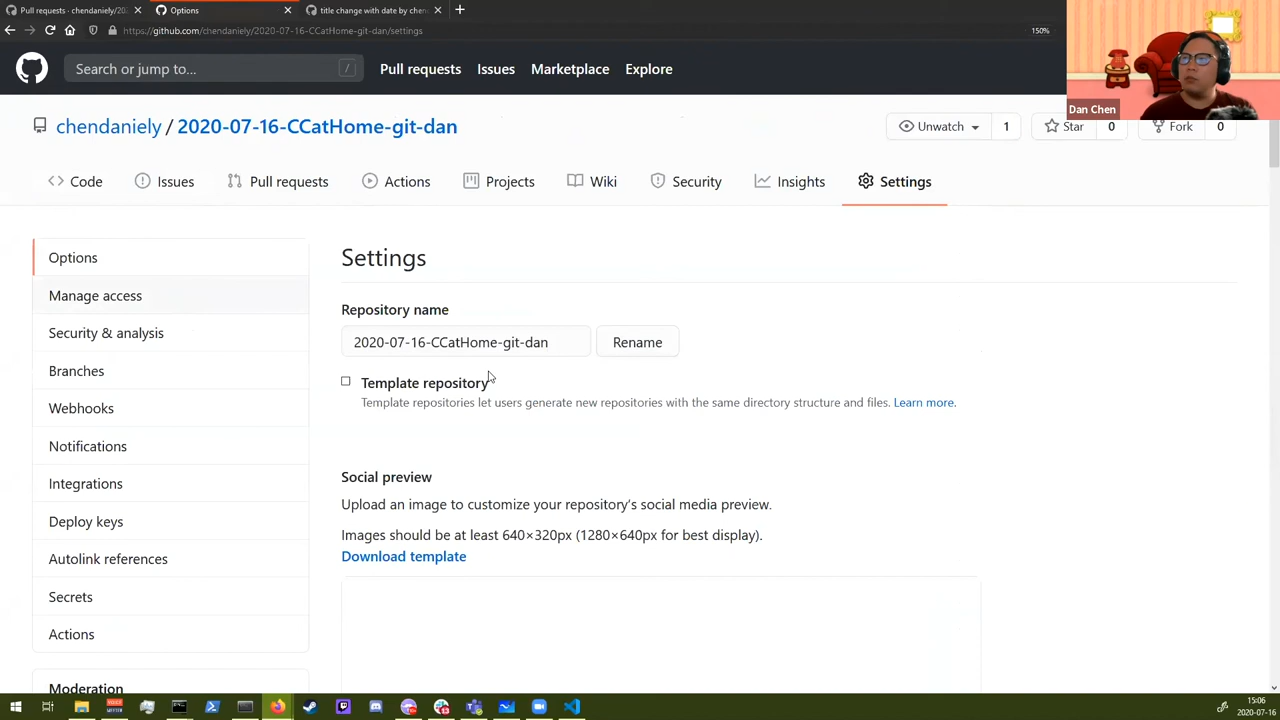 Pull requests · chendaniely/202
Options
title change with date by chen
https://github.com/chendaniely/2020-07-16-CCatHome-git-dan/settings
150%
Search or jump to...
/
Pull requests
Issues
Marketplace
Explore
Dan Chen
chendaniely / 2020-07-16-CCatHome-git-dan
Unwatch
1
Star
0
Fork
0
Code
Issues
Pull requests
Actions
Projects
Wiki
Security
Insights
Settings
Options
Manage access
Security & analysis
Branches
Webhooks
Notifications
Integrations
Deploy keys
Autolink references
Secrets
Actions
Moderation
Settings
Repository name
2020-07-16-CCatHome-git-dan
Rename
Template repository
Template repositories let users generate new repositories with the same directory structure and files. Learn more.
Social preview
Upload an image to customize your repository's social media preview.
Images should be at least 640×320px (1280×640px for best display).
Download template
15:06
2020-07-16